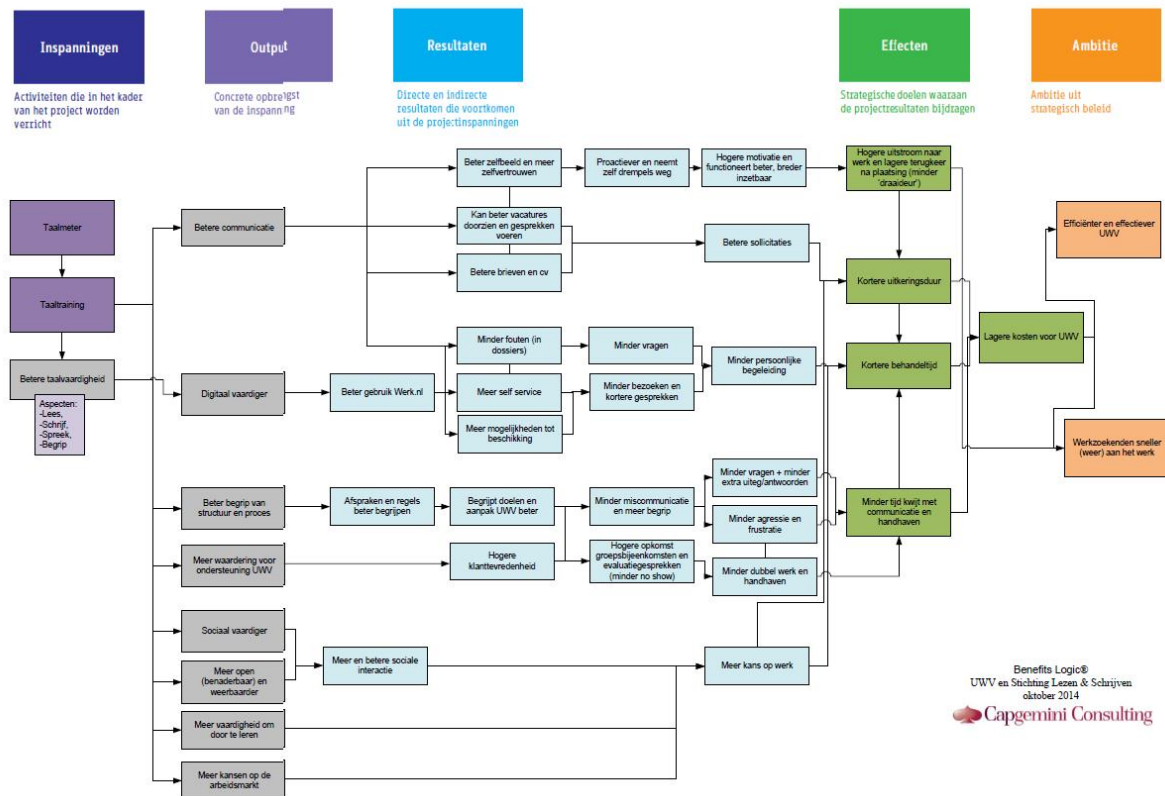 Inspanningen
Output
Resultaten
Effecten
Ambitie
Activiteiten die in het kader
van het project worden
verricht
Concrete opbrengst
van de inspanning
Directe en indirecte
resultaten die voortkomen
uit de projectinspanningen
Strategische doelen waaraan
de projectresultaten bijdragen
Ambitie uit
strategisch beleid
Beter zelfbeeld en meer
zelfvertrouwen
Proactiever en neemt
zelf drempels weg
Hogere motivatie en
functioneert beter, breder
inzetbaar
Hogere uitstroom naar
werk en lagere terugkeer
na plaatsing (minder
'draaideur')
Taalmeter
Betere communicatie
Kan beter vacatures
doorzien en gesprekken
voeren
Betere sollicitaties
Efficiënter en effectiever
UWV
Betere brieven en cv
Kortere uitkeringsduur
Taaltraining
Minder fouten (in
dossiers)
Minder vragen
Minder persoonlijke
begeleiding
Kortere behandeltijd
Lagere kosten voor UWV
Betere taalvaardigheid
Aspecten:
-Lees,
-Schrijf,
-Spreek,
-Begrip
Digitaal vaardiger
Beter gebruik Werk.nl
Meer self service
Minder bezoeken en
kortere gesprekken
Meer mogelijkheden tot
beschikking
Werkzoekenden sneller
(weer) aan het werk
Beter begrip van
structuur en proces
Afspraken en regels
beter begrijpen
Begrijpt doelen en
aanpak UWV beter
Minder miscommunicatie
en meer begrip
Minder vragen + minder
extra uiteg/antwoorden
Minder agressie en
frustratie
Minder tijd kwijt met
communicatie en
handhaven
Meer waardering voor
ondersteuning UWV
Hogere
klanttevredenheid
Hogere opkomst
groepsbijeenkomsten en
evaluatiegesprekken
(minder no show)
Minder dubbel werk en
handhaven
Sociaal vaardiger
Meer open
(benaderbaar) en
weerbaarder
Meer en betere sociale
interactie
Meer kans op werk
Meer vaardigheid om
door te leren
Meer kansen op de
arbeidsmarkt
Benefits Logic®
UWV en Stichting Lezen & Schrijven
oktober 2014
Capgemini Consulting